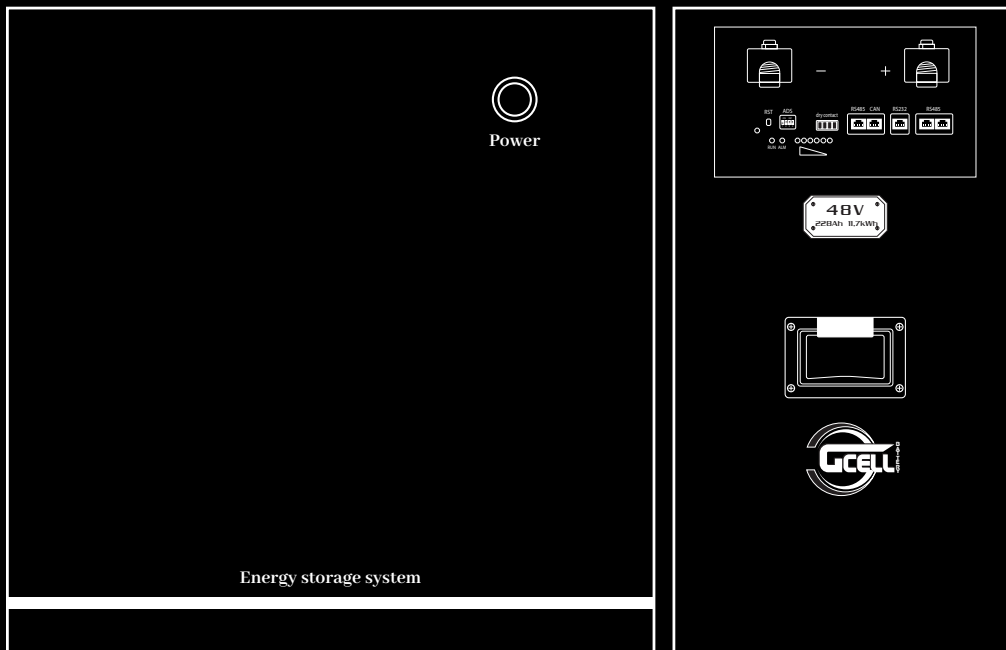 Power
Energy storage system
− +
RST ADS dry contact RS485 CAN RS232 RS485
RUN ALM
48V
228Ah 11,7kWh
GCELL